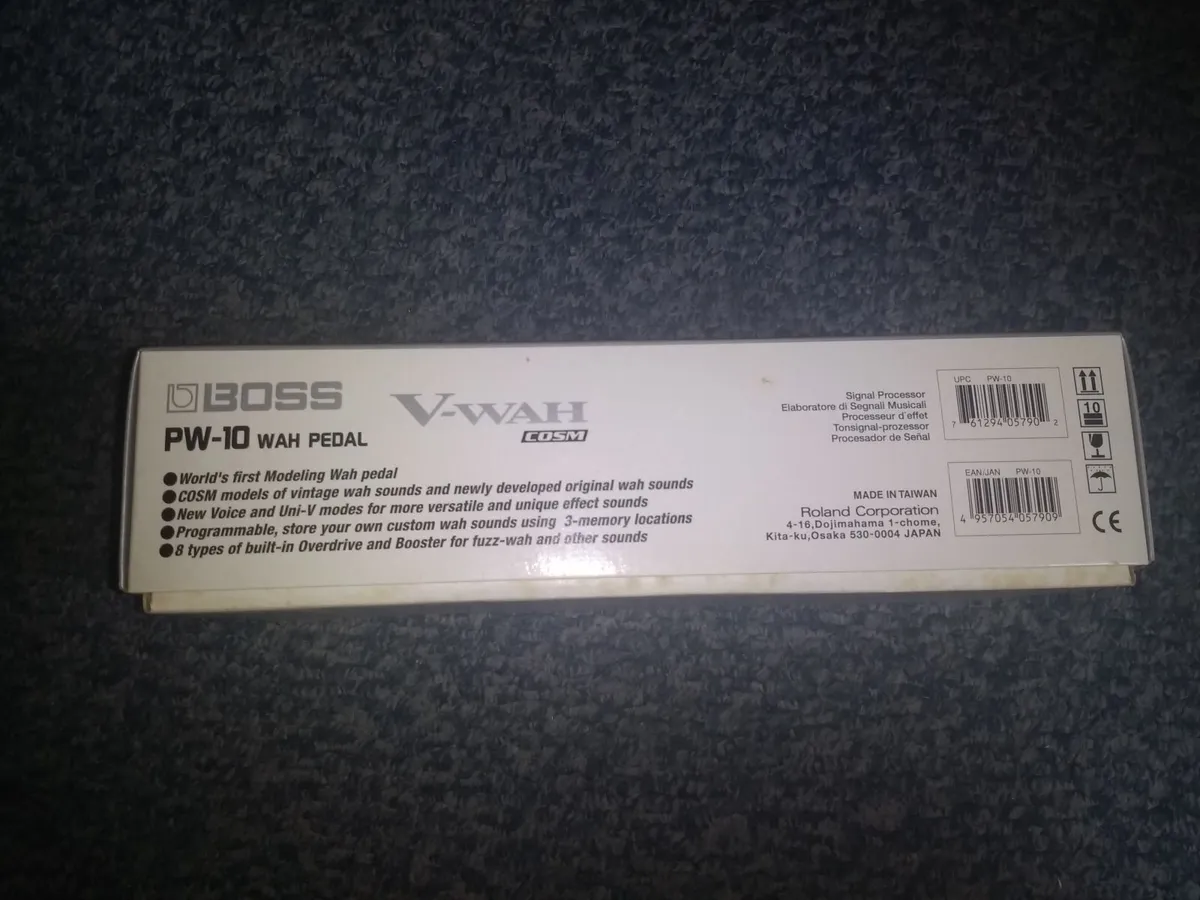 BOSS
PW-10 WAH PEDAL
V-WAH
COSM
●World's first Modeling Wah pedal
●COSM models of vintage wah sounds and newly developed original wah sounds
●New Voice and Uni-V modes for more versatile and unique effect sounds
●Programmable, store your own custom wah sounds using 3-memory locations
●8 types of built-in Overdrive and Booster for fuzz-wah and other sounds
Signal Processor
Elaboratore di Segnali Musicali
Processeur d'effet
Tonsignal-prozessor
Procesador de Señal
MADE IN TAIWAN
Roland Corporation
4-16,Dojimahama 1-chome,
Kita-ku,Osaka 530-0004 JAPAN
UPC PW-10
7 61294 05790 2
EAN/JAN PW-10
4 957054 057909
10
CE